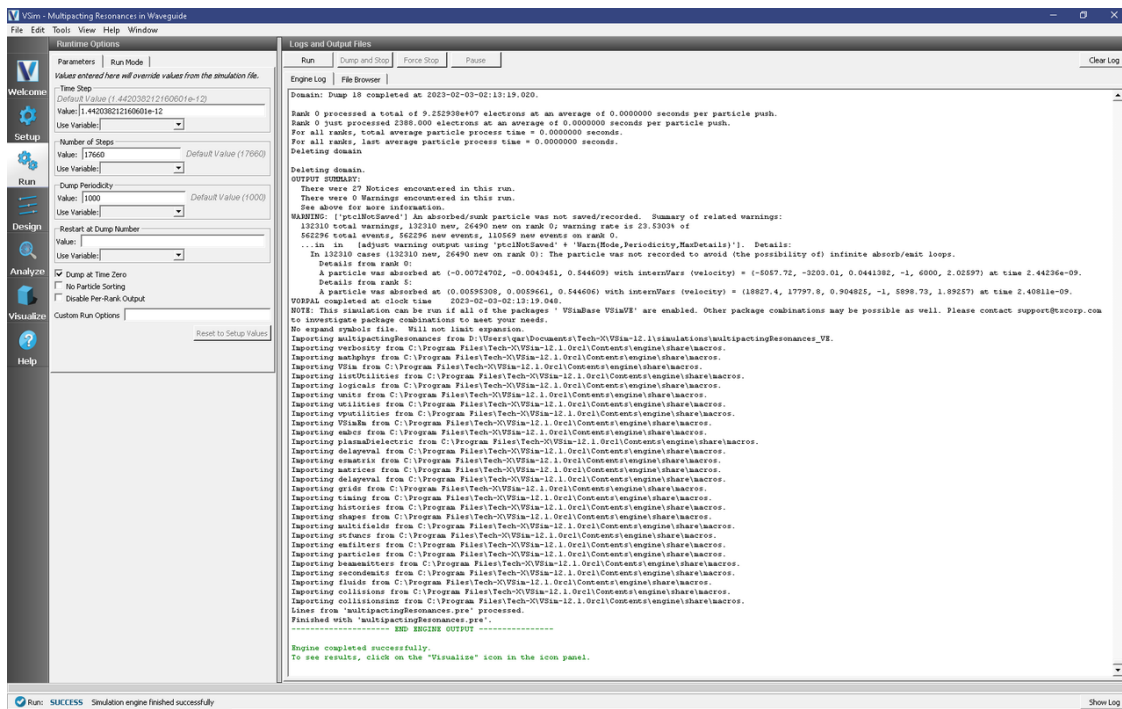 VSim - Multipacting Resonances in Waveguide
File Edit Tools View Help Window
Welcome
Setup
Run
Design
Analyze
Visualize
Help
Runtime Options
Parameters Run Mode
Values entered here will override values from the simulation file.
Time Step
Default Value (1.442038212160601e-12)
Value: 1.442038212160601e-12
Use Variable:
Number of Steps
Value: 17660 Default Value (17660)
Use Variable:
Dump Periodicity
Value: 1000 Default Value (1000)
Use Variable:
Restart at Dump Number
Value:
Use Variable:
Dump at Time Zero
No Particle Sorting
Disable Per-Rank Output
Custom Run Options
Reset to Setup Values
Logs and Output Files
Run Dump and Stop Force Stop Pause Clear Log
Engine Log File Browser
Domain: Dump 18 completed at 2023-02-03-02:13:19.020.
Rank 0 processed a total of 9.252938e+07 electrons at an average of 0.0000000 seconds per particle push.
Rank 0 just processed 2388.000 electrons at an average of 0.0000000 seconds per particle push.
For all ranks, total average particle process time = 0.0000000 seconds.
For all ranks, last average particle process time = 0.0000000 seconds.
Deleting domain
Deleting domain.
OUTPUT SUMMARY:
There were 27 Notices encountered in this run.
There were 0 Warnings encountered in this run.
See above for more information.
WARNING: ['ptclNotSaved'] An absorbed/sunk particle was not saved/recorded. Summary of related warnings:
132310 total warnings, 132310 new, 26490 new on rank 0; warning rate is 23.5303% of
562296 total events, 562296 new events, 110569 new events on rank 0.
...in in [adjust warning output using 'ptclNotSaved' + 'Warn{Mode,Periodicity,MaxDetails}']. Details:
In 132310 cases (132310 new, 26490 new on rank 0): The particle was not recorded to avoid (the possibility of) infinite absorb/emit loops.
Details from rank 0:
A particle was absorbed at (-0.00724702, -0.0043451, 0.544609) with internVars (velocity) = (-5057.72, -3203.01, 0.0441382, -1, 6000, 2.02597) at time 2.44236e-09.
Details from rank 5:
A particle was absorbed at (0.00595308, 0.0059661, 0.544606) with internVars (velocity) = (18827.4, 17797.8, 0.904825, -1, 5898.73, 1.89257) at time 2.40811e-09.
VORPAL completed at clock time 2023-02-03-02:13:19.048.
NOTE: This simulation can be run if all of the packages ' VSimBase VSimVE' are enabled. Other package combinations may be possible as well. Please contact support@txcorp.com
to investigate package combinations to meet your needs.
No expand symbols file. Will not limit expansion.
Importing multipactingResonances from D:\Users\qar\Documents\Tech-X\VSim-12.1\simulations\multipactingResonances_VE.
Importing verbosity from C:\Program Files\Tech-X\VSim-12.1.0rc1\Contents\engine\share\macros.
Importing mathphys from C:\Program Files\Tech-X\VSim-12.1.0rc1\Contents\engine\share\macros.
Importing VSim from C:\Program Files\Tech-X\VSim-12.1.0rc1\Contents\engine\share\macros.
Importing listUtilities from C:\Program Files\Tech-X\VSim-12.1.0rc1\Contents\engine\share\macros.
Importing logicals from C:\Program Files\Tech-X\VSim-12.1.0rc1\Contents\engine\share\macros.
Importing units from C:\Program Files\Tech-X\VSim-12.1.0rc1\Contents\engine\share\macros.
Importing utilities from C:\Program Files\Tech-X\VSim-12.1.0rc1\Contents\engine\share\macros.
Importing vputilities from C:\Program Files\Tech-X\VSim-12.1.0rc1\Contents\engine\share\macros.
Importing VSimEm from C:\Program Files\Tech-X\VSim-12.1.0rc1\Contents\engine\share\macros.
Importing embcs from C:\Program Files\Tech-X\VSim-12.1.0rc1\Contents\engine\share\macros.
Importing plasmaDielectric from C:\Program Files\Tech-X\VSim-12.1.0rc1\Contents\engine\share\macros.
Importing delayeval from C:\Program Files\Tech-X\VSim-12.1.0rc1\Contents\engine\share\macros.
Importing esmatrix from C:\Program Files\Tech-X\VSim-12.1.0rc1\Contents\engine\share\macros.
Importing matrices from C:\Program Files\Tech-X\VSim-12.1.0rc1\Contents\engine\share\macros.
Importing delayeval from C:\Program Files\Tech-X\VSim-12.1.0rc1\Contents\engine\share\macros.
Importing grids from C:\Program Files\Tech-X\VSim-12.1.0rc1\Contents\engine\share\macros.
Importing timing from C:\Program Files\Tech-X\VSim-12.1.0rc1\Contents\engine\share\macros.
Importing histories from C:\Program Files\Tech-X\VSim-12.1.0rc1\Contents\engine\share\macros.
Importing shapes from C:\Program Files\Tech-X\VSim-12.1.0rc1\Contents\engine\share\macros.
Importing multifields from C:\Program Files\Tech-X\VSim-12.1.0rc1\Contents\engine\share\macros.
Importing stfuncs from C:\Program Files\Tech-X\VSim-12.1.0rc1\Contents\engine\share\macros.
Importing emfilters from C:\Program Files\Tech-X\VSim-12.1.0rc1\Contents\engine\share\macros.
Importing particles from C:\Program Files\Tech-X\VSim-12.1.0rc1\Contents\engine\share\macros.
Importing beamemitters from C:\Program Files\Tech-X\VSim-12.1.0rc1\Contents\engine\share\macros.
Importing secondemits from C:\Program Files\Tech-X\VSim-12.1.0rc1\Contents\engine\share\macros.
Importing fluids from C:\Program Files\Tech-X\VSim-12.1.0rc1\Contents\engine\share\macros.
Importing collisions from C:\Program Files\Tech-X\VSim-12.1.0rc1\Contents\engine\share\macros.
Importing collisionsinz from C:\Program Files\Tech-X\VSim-12.1.0rc1\Contents\engine\share\macros.
Lines from 'multipactingResonances.pre' processed.
Finished with 'multipactingResonances.pre'.
--------------------- END ENGINE OUTPUT ----------------
Engine completed successfully.
To see results, click on the "Visualize" icon in the icon panel.
Run: SUCCESS Simulation engine finished successfully
Show Log